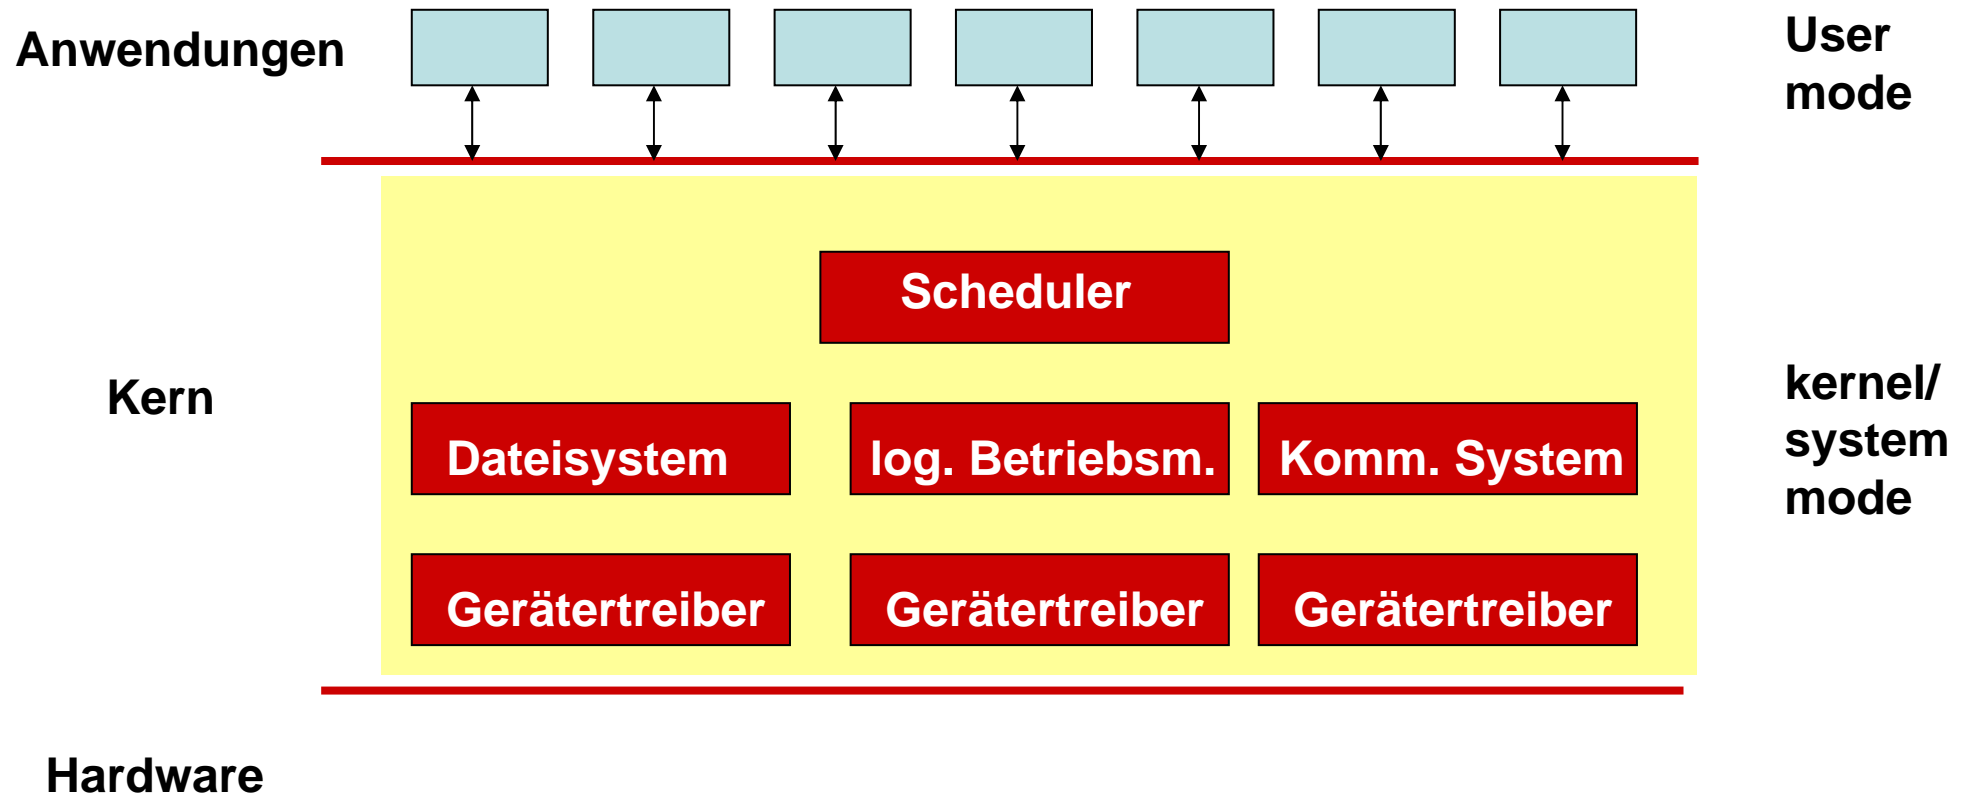 Anwendungen
User
mode
Scheduler
Kern
kernel/
system
mode
Dateisystem
log. Betriebsm.
Komm. System
Gerätertreiber
Gerätertreiber
Gerätertreiber
Hardware